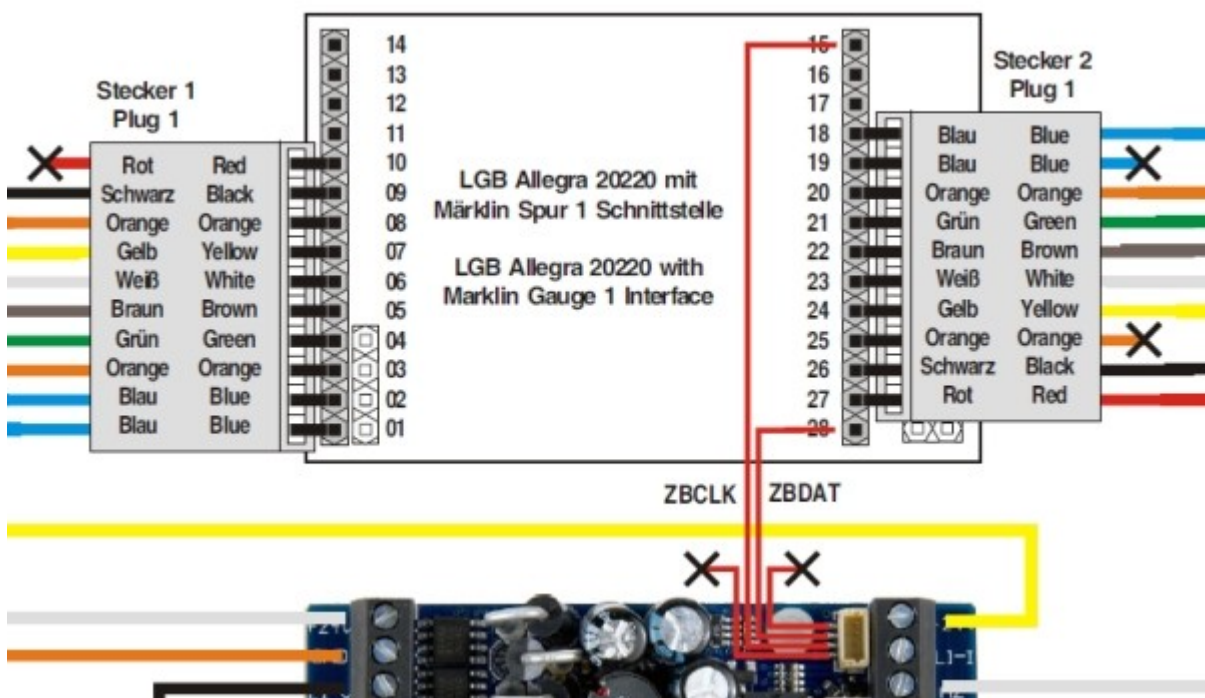 14
13
12
11
10
09
08
07
06
05
04
03
02
01
15
16
17
18
19
20
21
22
23
24
25
26
27
28
Stecker 1
Plug 1
Rot Red
Schwarz Black
Orange Orange
Gelb Yellow
Weiß White
Braun Brown
Grün Green
Orange Orange
Blau Blue
Blau Blue
LGB Allegra 20220 mit
Märklin Spur 1 Schnittstelle
LGB Allegra 20220 with
Marklin Gauge 1 Interface
Stecker 2
Plug 1
Blau Blue
Blau Blue
Orange Orange
Grün Green
Braun Brown
Weiß White
Gelb Yellow
Orange Orange
Schwarz Black
Rot Red
ZBCLK ZBDAT